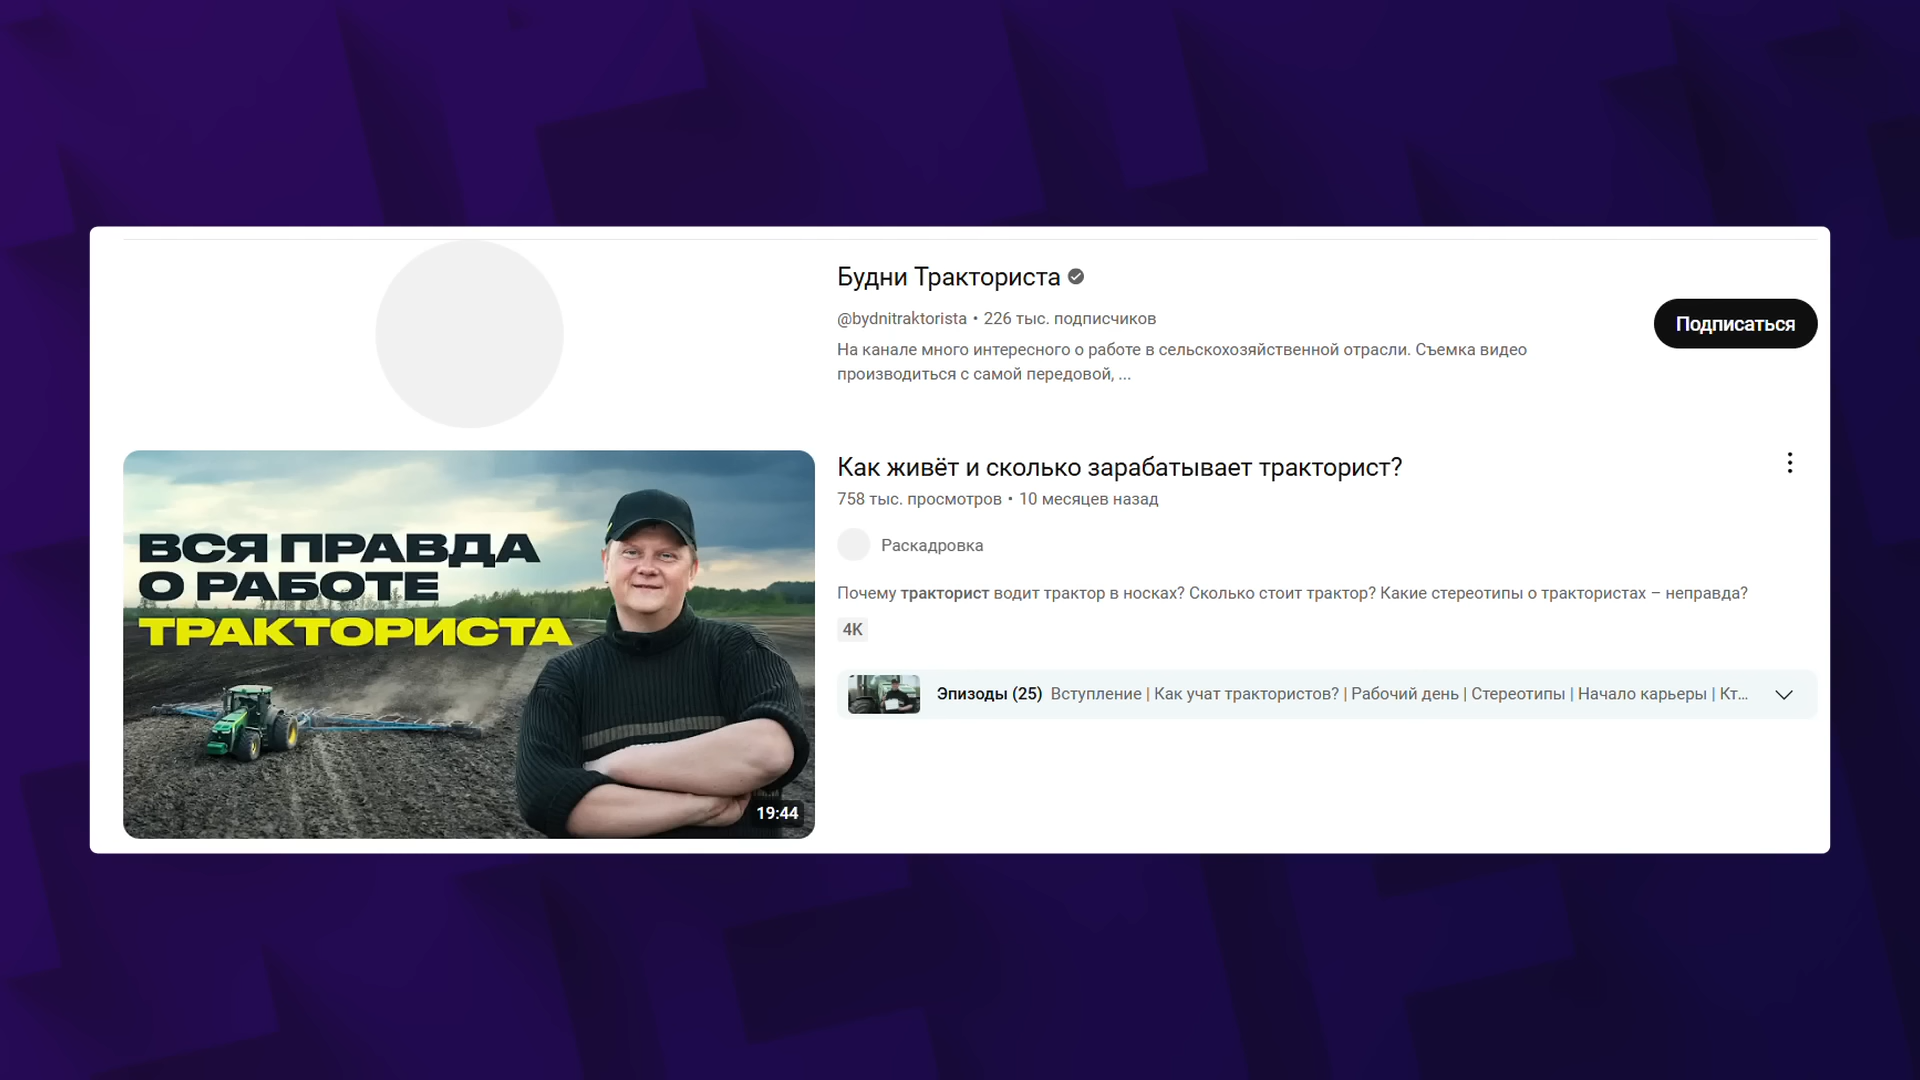 Будни Тракториста
@bydnitraktorista • 226 тыс. подписчиков
На канале много интересного о работе в сельскохозяйственной отрасли. Съемка видео
производиться с самой передовой, ...
Подписаться
ВСЯ ПРАВДА
О РАБОТЕ
ТРАКТОРИСТА
19:44
Как живёт и сколько зарабатывает тракторист?
758 тыс. просмотров • 10 месяцев назад
Раскадровка
Почему тракторист водит трактор в носках? Сколько стоит трактор? Какие стереотипы о трактористах – неправда?
4K
Эпизоды (25) Вступление | Как учат трактористов? | Рабочий день | Стереотипы | Начало карьеры | Кт...